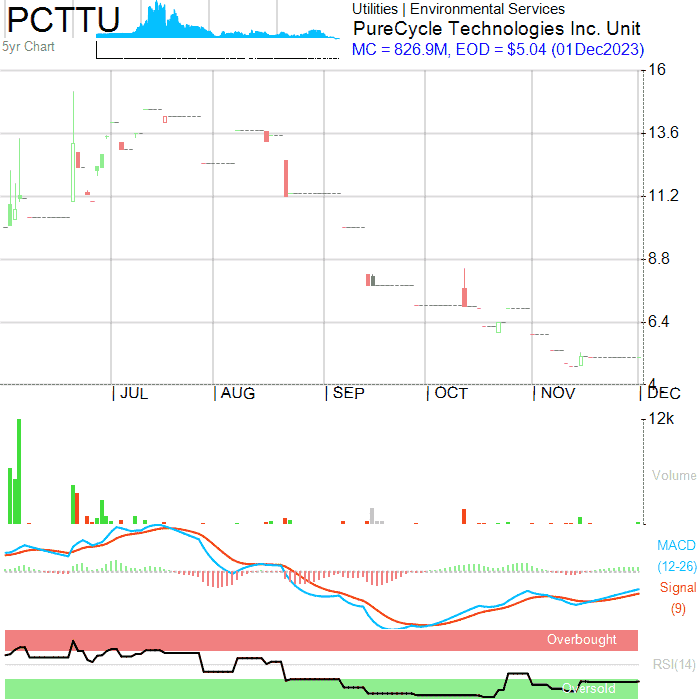 PCTTU
5yr Chart
Utilities | Environmental Services
PureCycle Technologies Inc. Unit
MC = 826.9M, EOD = $5.04 (01Dec2023)
16
13.6
11.2
8.8
6.4
4
JUL
AUG
SEP
OCT
NOV
DEC
12k
Volume
MACD
(12-26)
Signal
(9)
Overbought
RSI(14)
Oversold